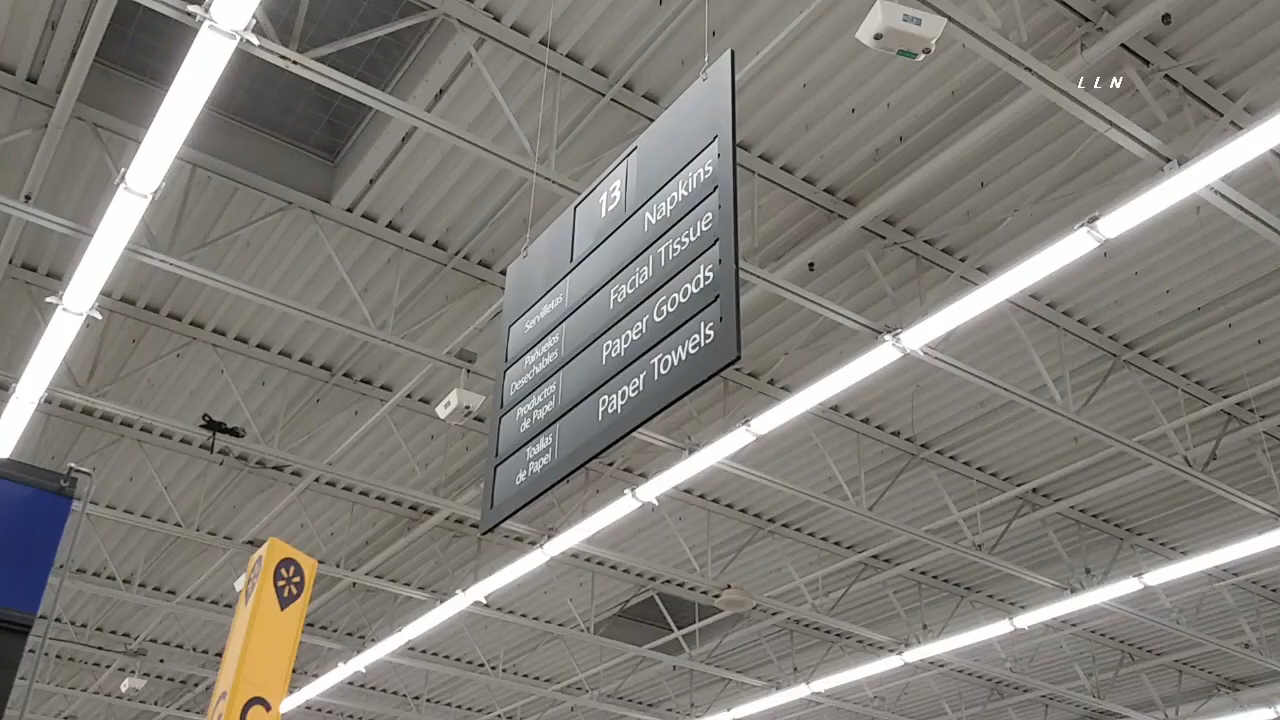 LLN
13
Servilletas Napkins
Pañuelos Desechables Facial Tissue
Productos de Papel Paper Goods
Toallas de Papel Paper Towels